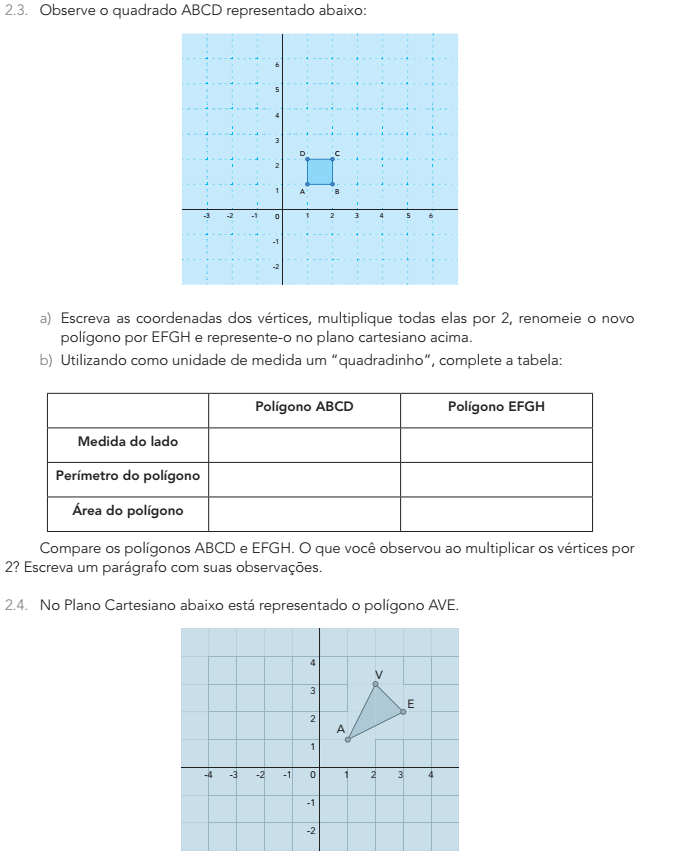 2.3. Observe o quadrado ABCD representado abaixo:
6
5
4
3
D C
2
1 A B
-3 -2 -1 0 1 2 3 4 5 6
-1
-2
a) Escreva as coordenadas dos vértices, multiplique todas elas por 2, renomeie o novo
polígono por EFGH e represente-o no plano cartesiano acima.
b) Utilizando como unidade de medida um “quadradinho”, complete a tabela:
Polígono ABCD Polígono EFGH
Medida do lado
Perímetro do polígono
Área do polígono
Compare os polígonos ABCD e EFGH. O que você observou ao multiplicar os vértices por
2? Escreva um parágrafo com suas observações.
2.4. No Plano Cartesiano abaixo está representado o polígono AVE.
4
V
3
E
2
A
1
-4 -3 -2 -1 0 1 2 3 4
-1
-2